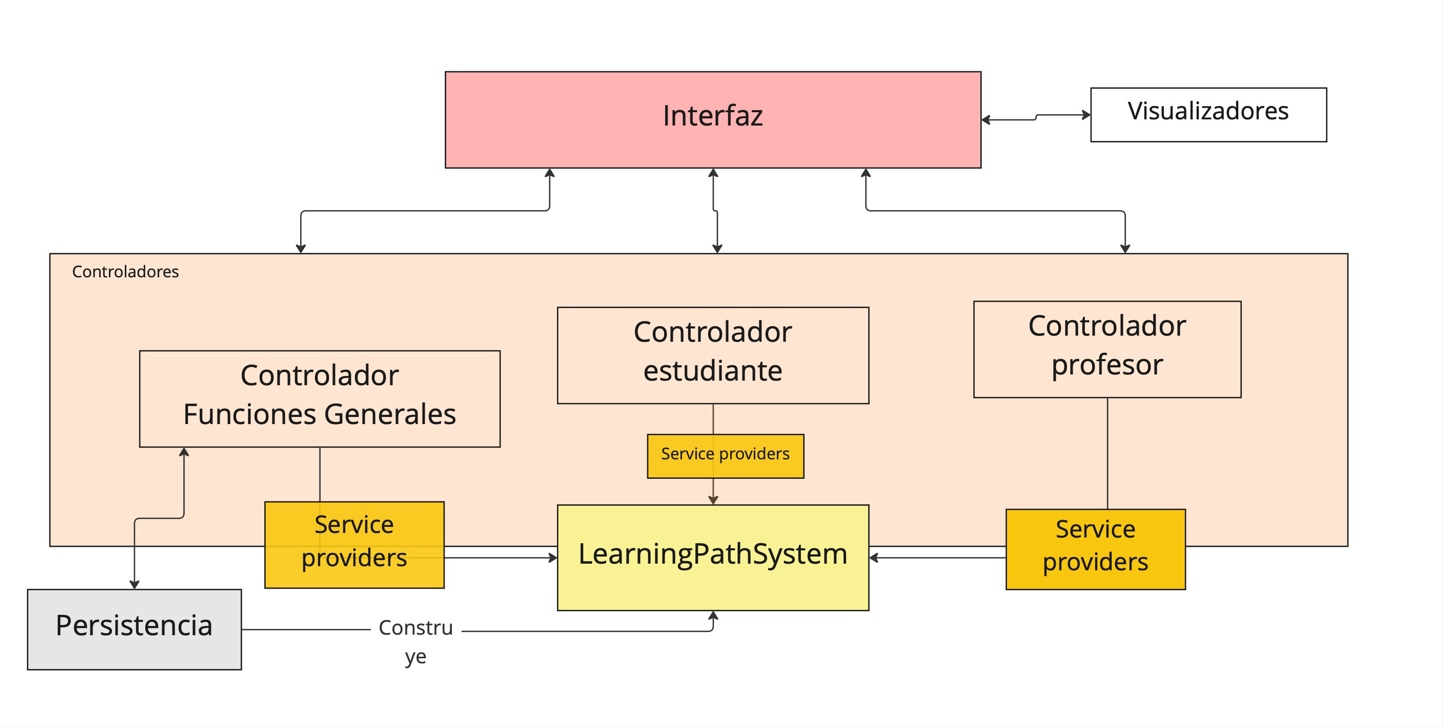 Interfaz
Visualizadores
Controladores
Controlador
Funciones Generales
Controlador
estudiante
Controlador
profesor
Service providers
Service
providers
LearningPathSystem
Service
providers
Persistencia
Constru
ye